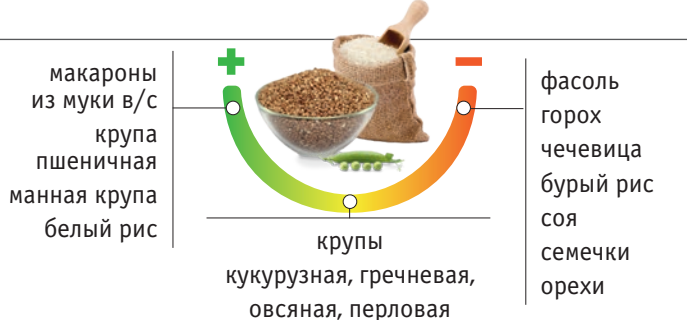 макароны
из муки в/с
крупа
пшеничная
манная крупа
белый рис
крупы
кукурузная, гречневая,
овсяная, перловая
фасоль
горох
чечевица
бурый рис
соя
семечки
орехи